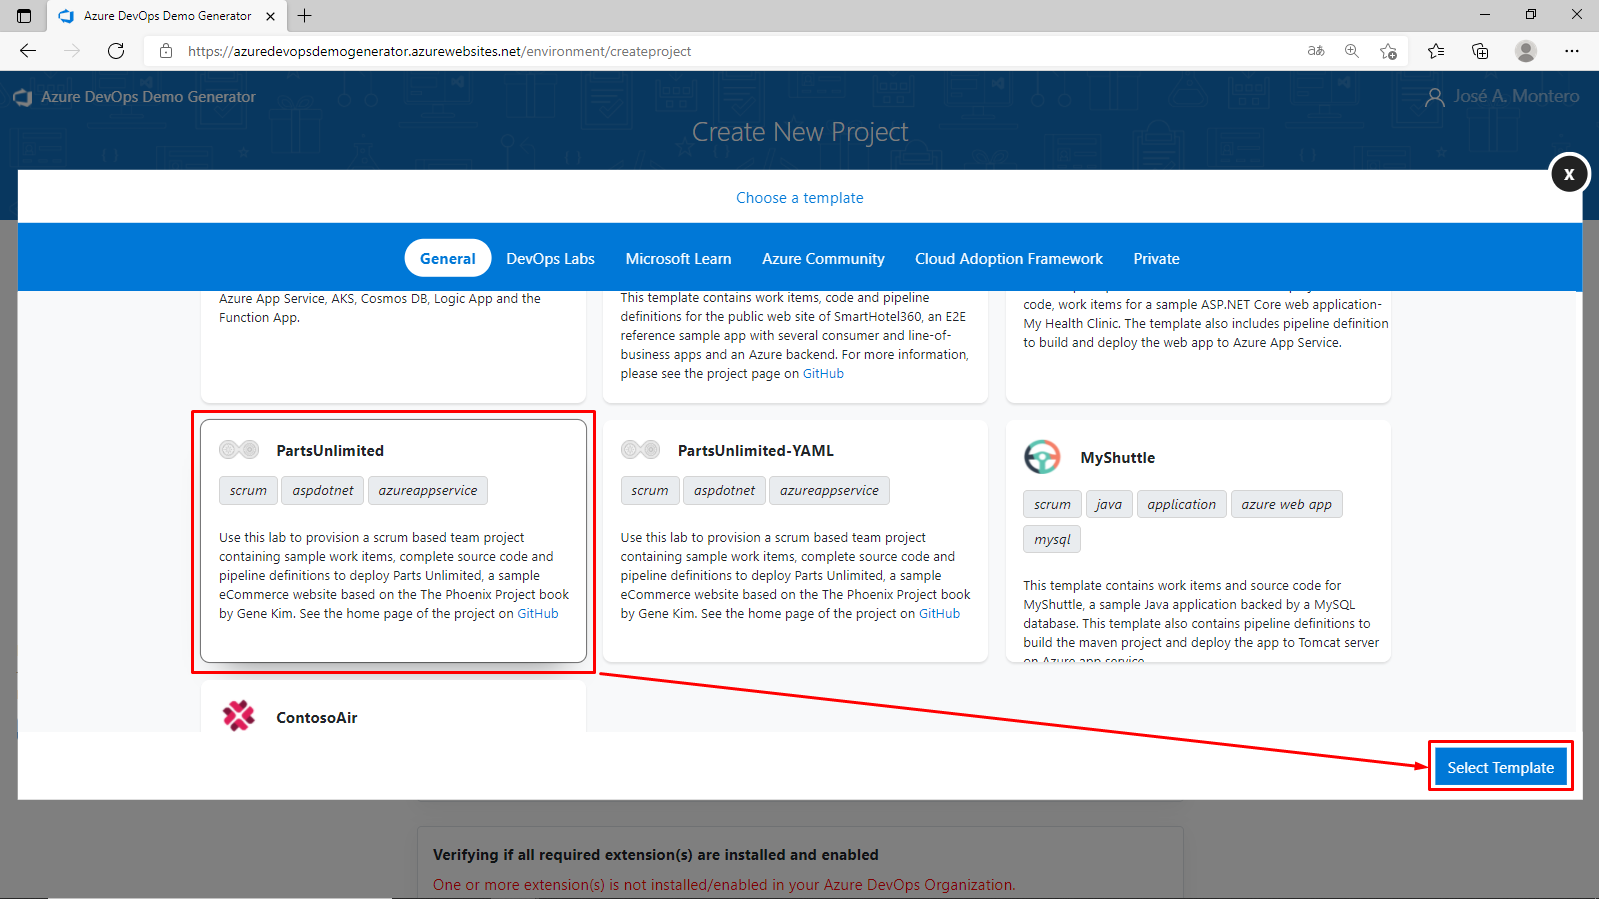 Azure DevOps Demo Generator
https://azuredevopsdemogenerator.azurewebsites.net/environment/createproject
Azure DevOps Demo Generator
José A. Montero
Create New Project
X
Choose a template
General
DevOps Labs
Microsoft Learn
Azure Community
Cloud Adoption Framework
Private
Azure App Service, AKS, Cosmos DB, Logic App and the
Function App.
This template contains work items, code and pipeline
definitions for the public web site of SmartHotel360, an E2E
reference sample app with several consumer and line-of-
business apps and an Azure backend. For more information,
please see the project page on GitHub
code, work items for a sample ASP.NET Core web application-
My Health Clinic. The template also includes pipeline definition
to build and deploy the web app to Azure App Service.
PartsUnlimited
scrum
aspdotnet
azureappservice
Use this lab to provision a scrum based team project
containing sample work items, complete source code and
pipeline definitions to deploy Parts Unlimited, a sample
eCommerce website based on the The Phoenix Project book
by Gene Kim. See the home page of the project on GitHub
PartsUnlimited-YAML
scrum
aspdotnet
azureappservice
Use this lab to provision a scrum based team project
containing sample work items, complete source code and
pipeline definitions to deploy Parts Unlimited, a sample
eCommerce website based on the The Phoenix Project book
by Gene Kim. See the home page of the project on GitHub
MyShuttle
scrum
java
application
azure web app
mysql
This template contains work items and source code for
MyShuttle, a sample Java application backed by a MySQL
database. This template also contains pipeline definitions to
build the maven project and deploy the app to Tomcat server
on Azure app service
ContosoAir
Select Template
Verifying if all required extension(s) are installed and enabled
One or more extension(s) is not installed/enabled in your Azure DevOps Organization.